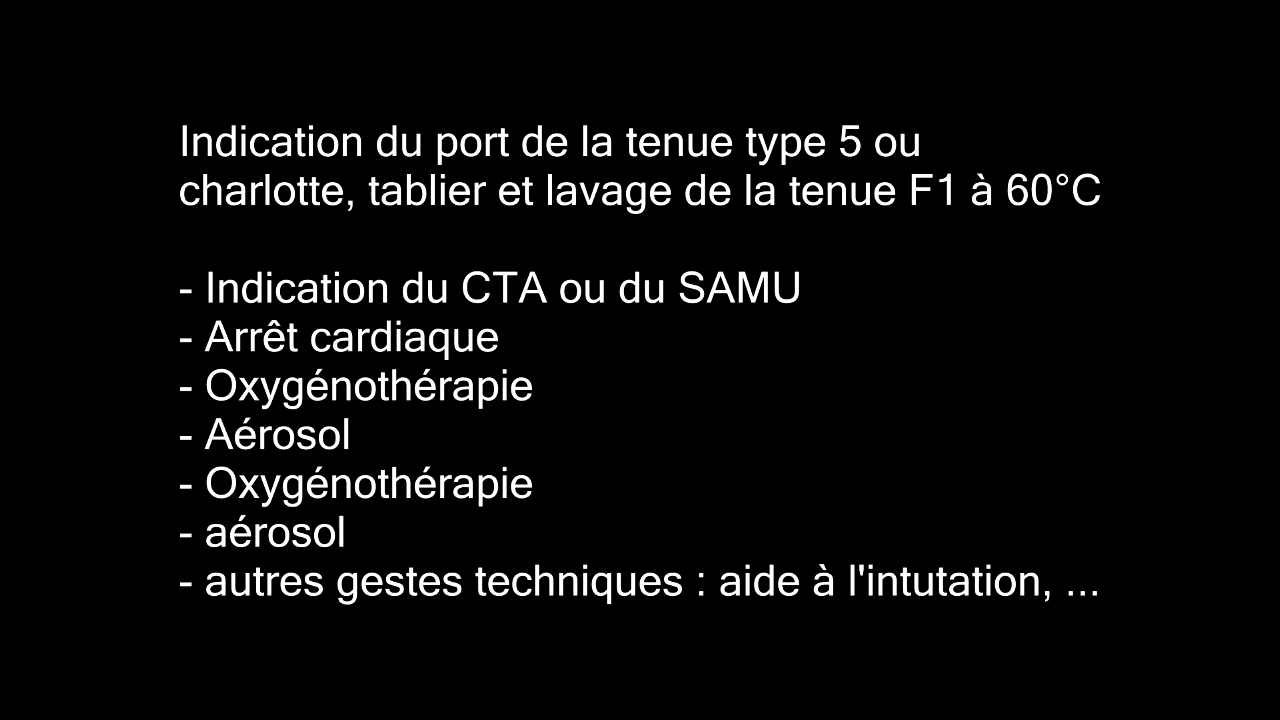 Indication du port de la tenue type 5 ou
charlotte, tablier et lavage de la tenue F1 à 60°C
- Indication du CTA ou du SAMU
- Arrêt cardiaque
- Oxygénothérapie
- Aérosol
- Oxygénothérapie
- aérosol
- autres gestes techniques : aide à l'intutation, ...